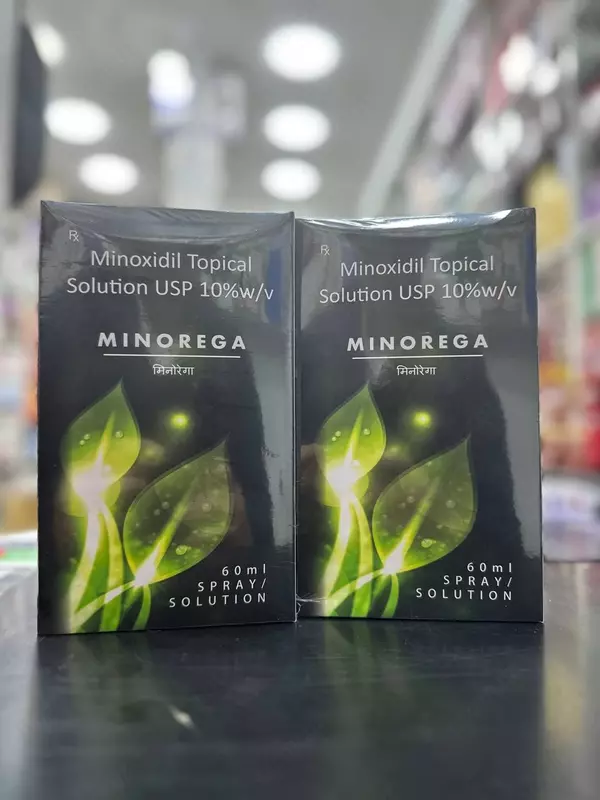 Rx
Minoxidil Topical
Solution USP 10%w/v
MINOREGA
मिनोरेगा
60ml
SPRAY/
SOLUTION
Rx
Minoxidil Topical
Solution USP 10%w/v
MINOREGA
मिनोरेगा
60ml
SPRAY/
SOLUTION